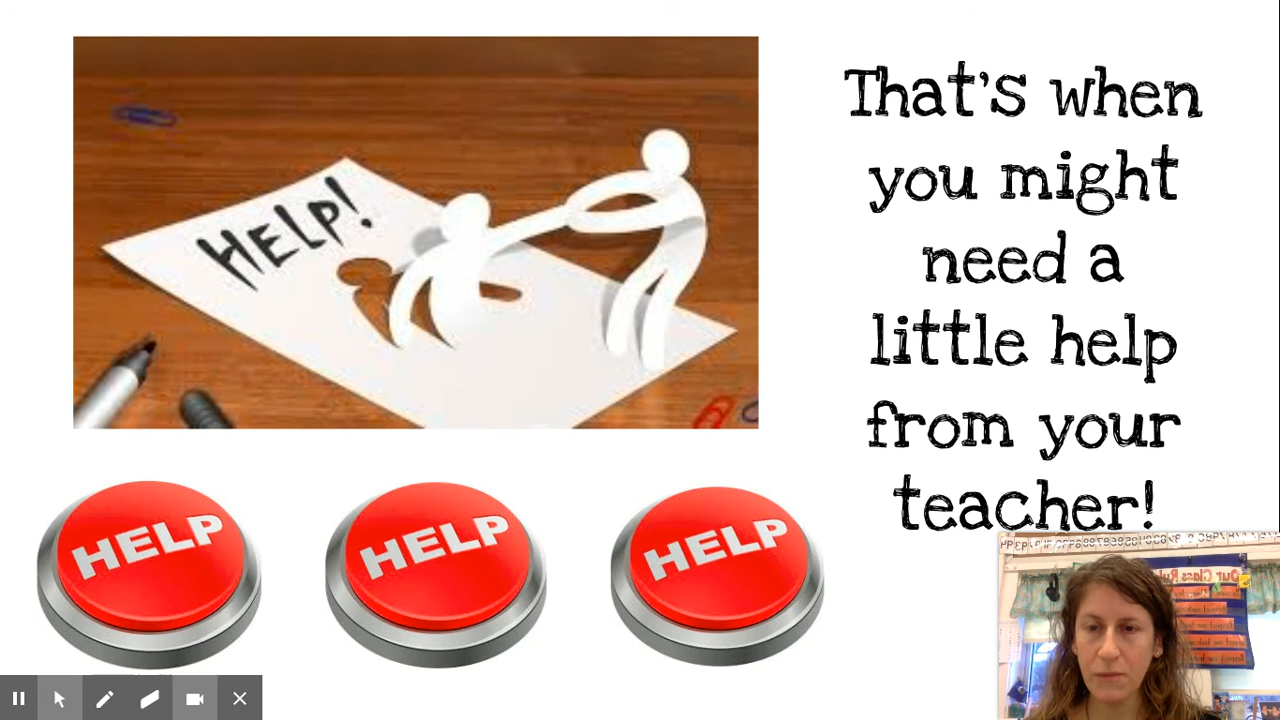 HELP!
That's when
you might
need a
little help
from your
teacher!
HELP
HELP
HELP